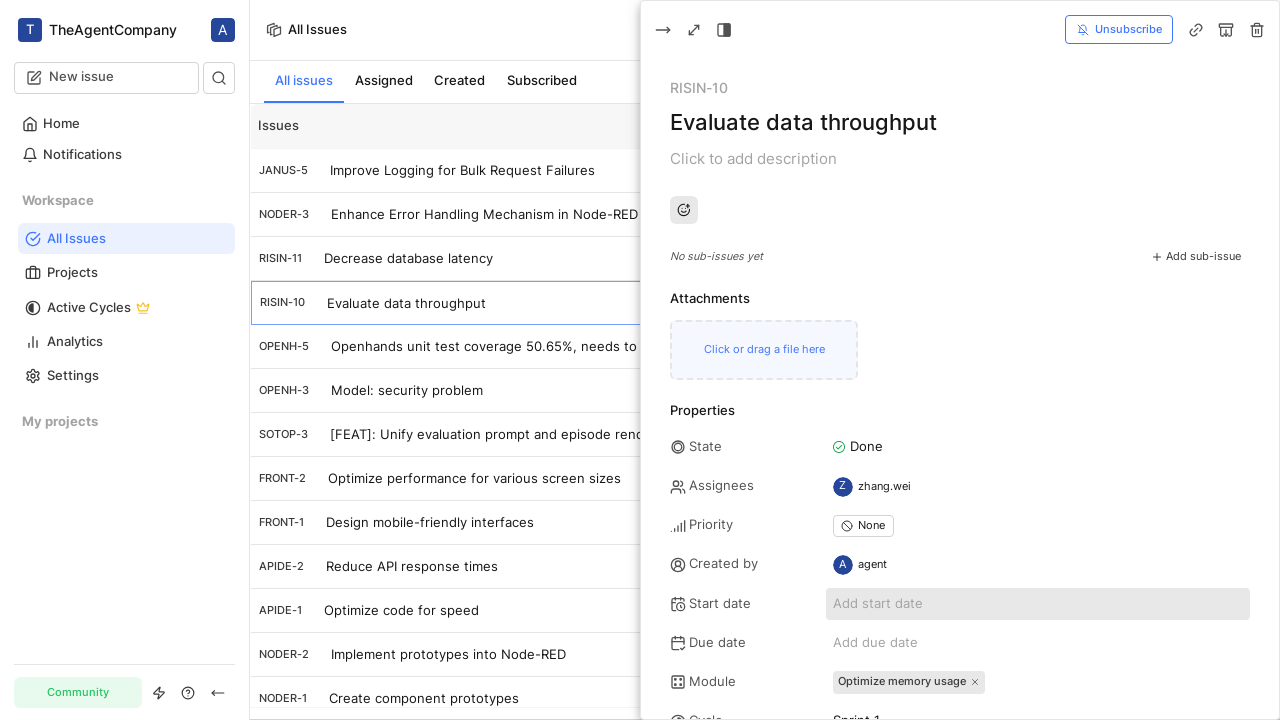 T TheAgentCompany A
New issue
Home
Notifications
Workspace
All Issues
Projects
Active Cycles
Analytics
Settings
My projects
Community
All Issues
All issues Assigned Created Subscribed
Issues
JANUS-5 Improve Logging for Bulk Request Failures
NODER-3 Enhance Error Handling Mechanism in Node-RED
RISIN-11 Decrease database latency
RISIN-10 Evaluate data throughput
OPENH-5 Openhands unit test coverage 50.65%, needs to
OPENH-3 Model: security problem
SOTOP-3 [FEAT]: Unify evaluation prompt and episode
FRONT-2 Optimize performance for various screen sizes
FRONT-1 Design mobile-friendly interfaces
APIDE-2 Reduce API response times
APIDE-1 Optimize code for speed
NODER-2 Implement prototypes into Node-RED
NODER-1 Create component prototypes
Unsubscribe
RISIN-10
Evaluate data throughput
Click to add description
No sub-issues yet
Add sub-issue
Attachments
Click or drag a file here
Properties
State Done
Assignees Z zhang.wei
Priority None
Created by A agent
Start date Add start date
Due date Add due date
Module Optimize memory usage
Cycle Sprint 1